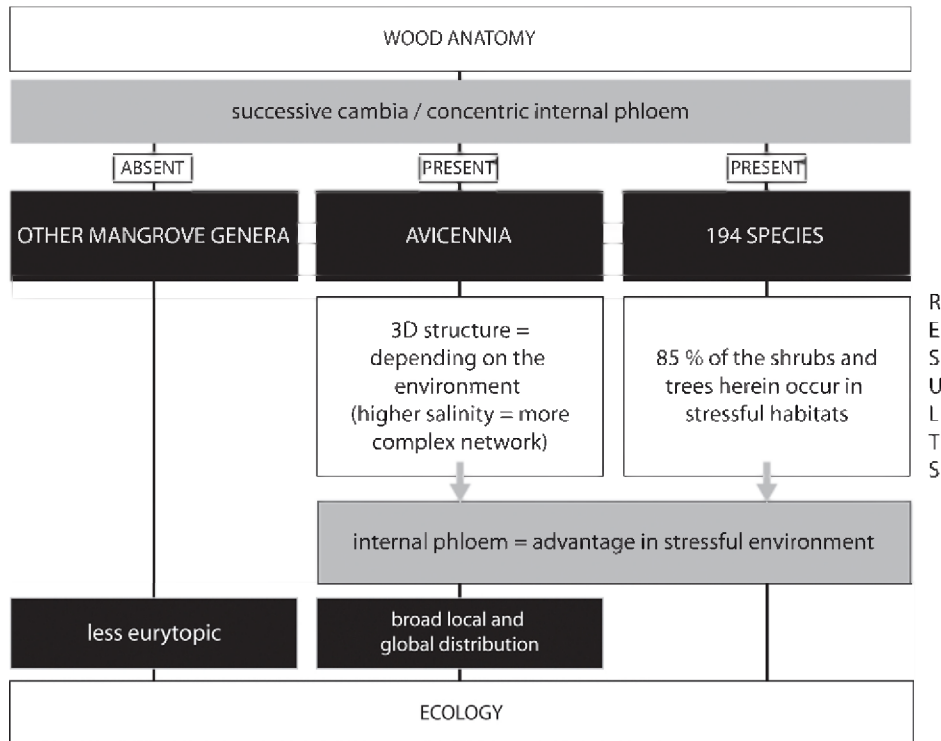 WOOD ANATOMY
successive cambia / concentric internal phloem
ABSENT
PRESENT
PRESENT
OTHER MANGROVE GENERA
AVICENNIA
194 SPECIES
3D structure =
depending on the
environment
(higher salinity = more
complex network)
85 % of the shrubs and
trees herein occur in
stressful habitats
R
E
S
U
L
T
S
internal phloem = advantage in stressful environment
less eurytopic
broad local and
global distribution
ECOLOGY